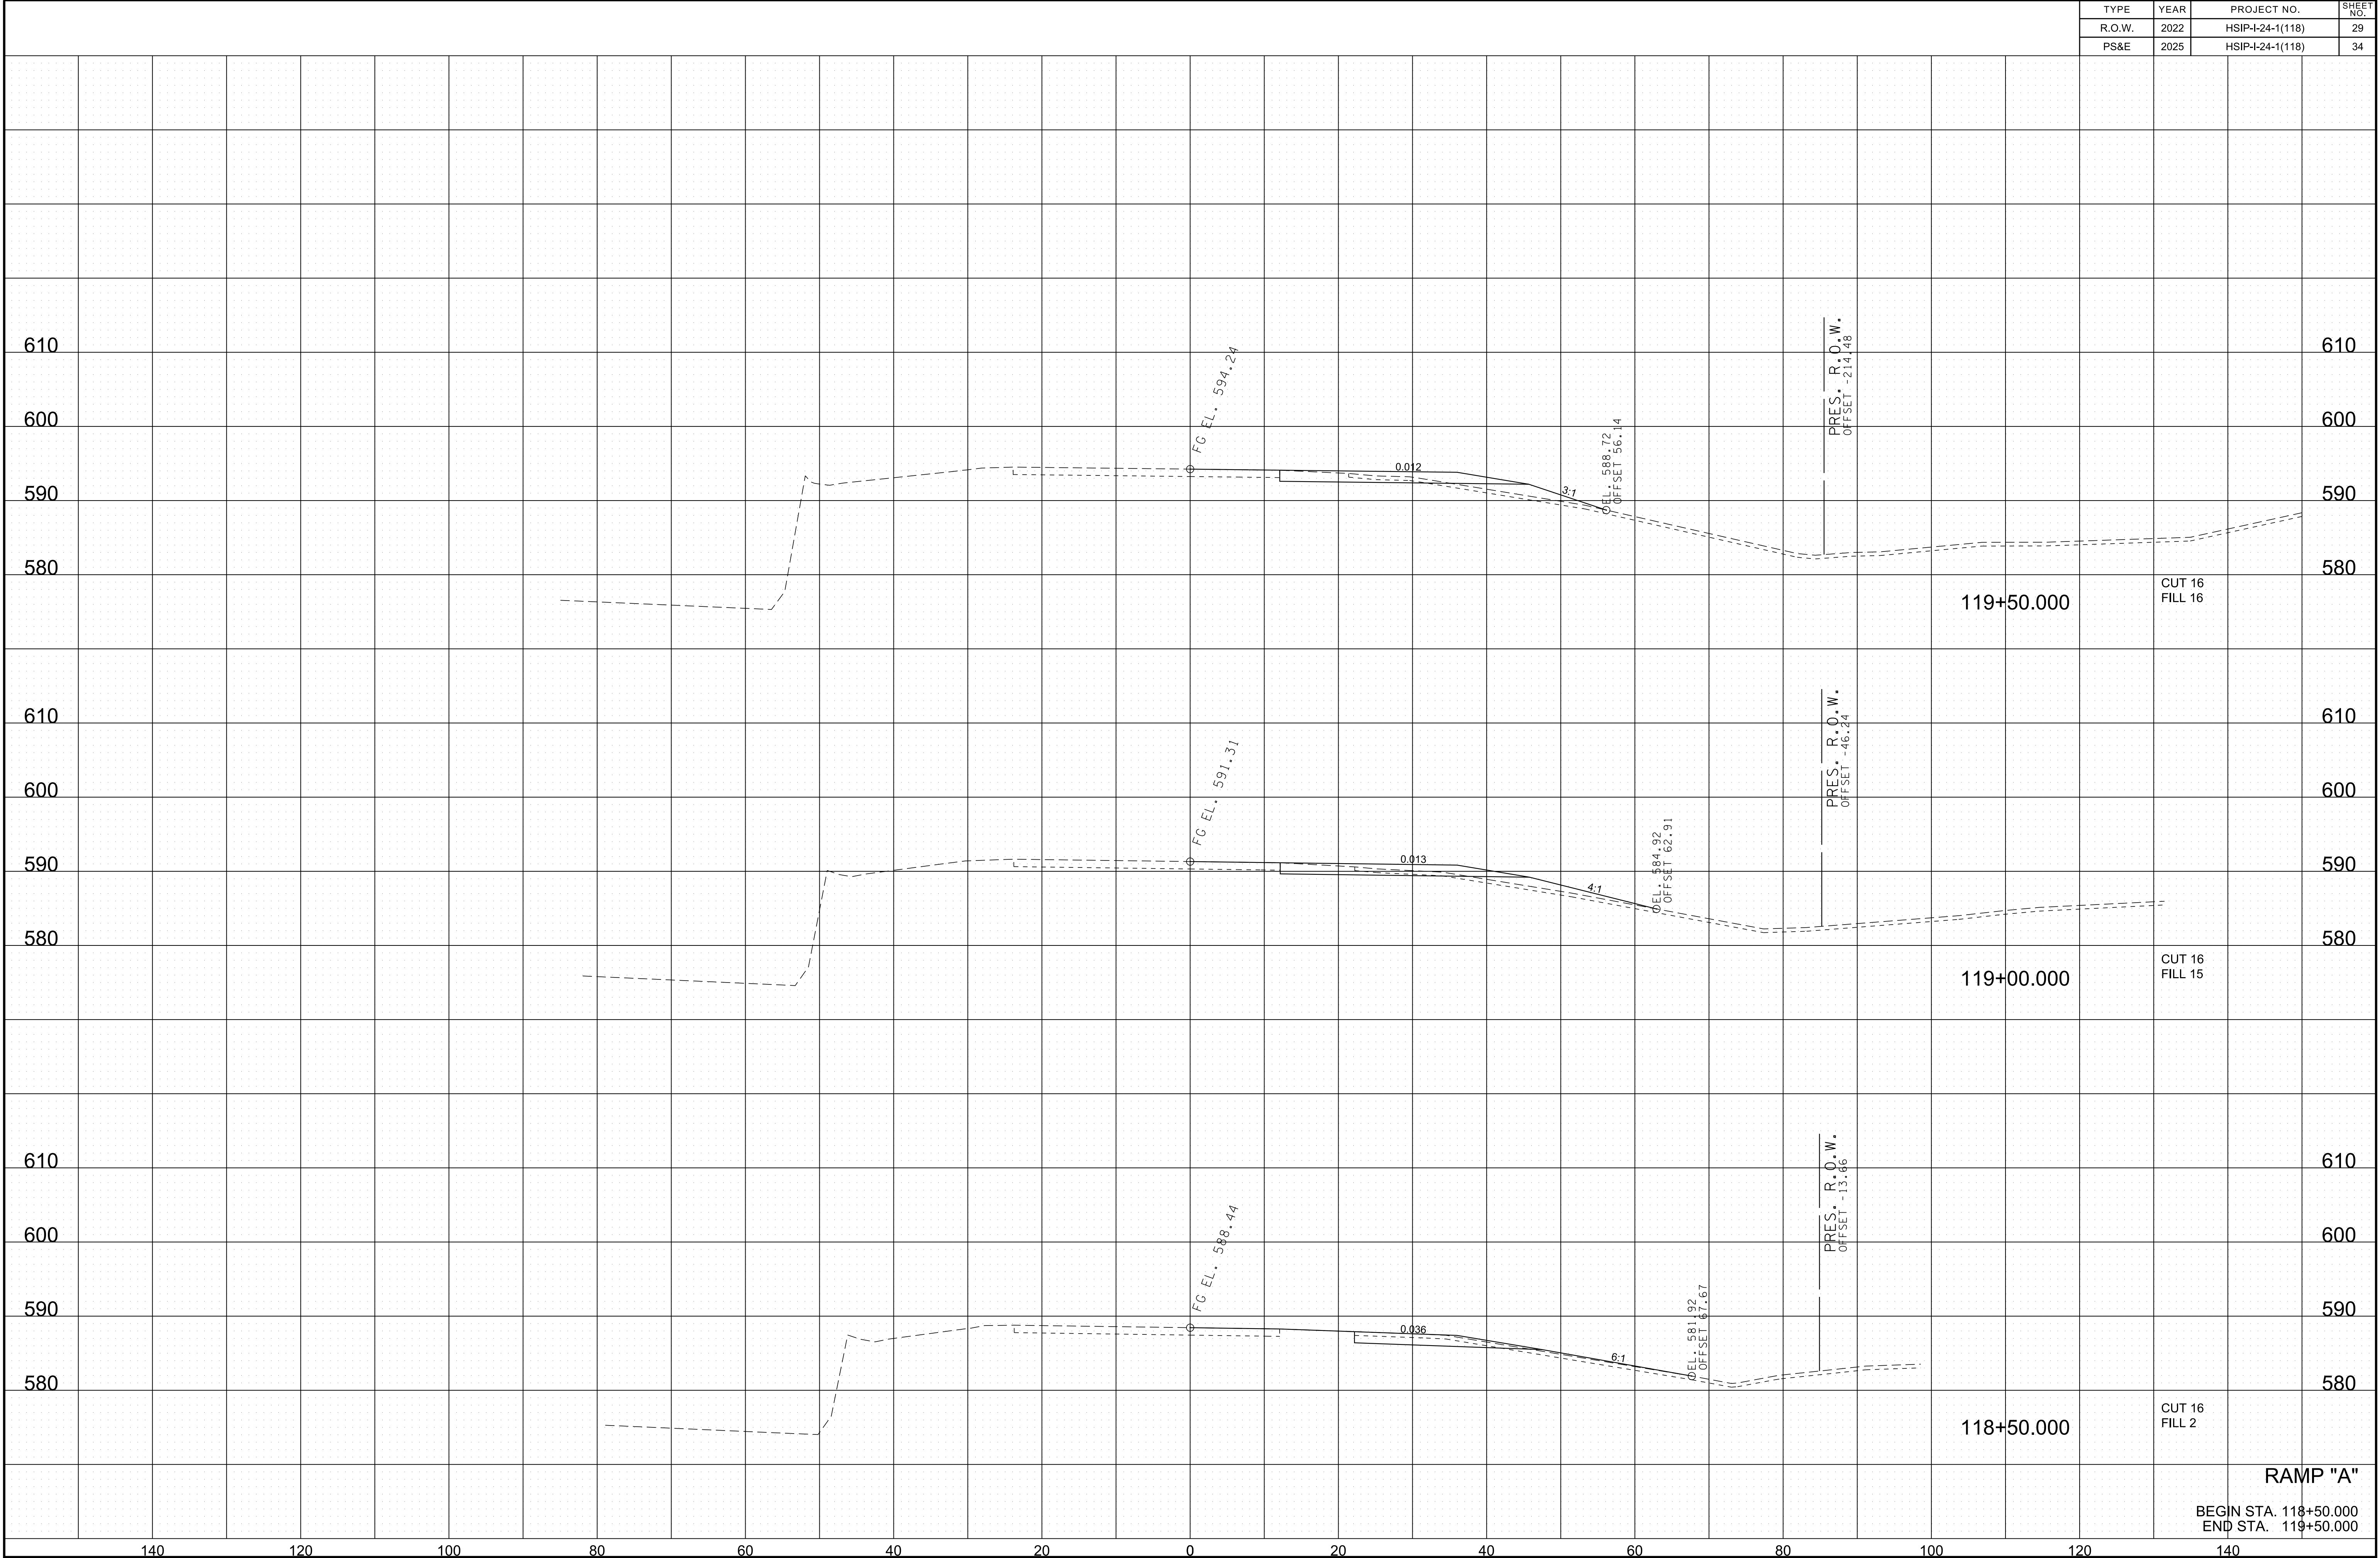 TYPE YEAR PROJECT NO. SHEET NO.
R.O.W. 2022 HSIP-I-24-1(118) 29
PS&E 2025 HSIP-I-24-1(118) 34
610 610
600 600
590 590
580 580
FG EL. 594.24
0.012
3:1
EL. 588.72
OFFSET 56.14
PRES. R.O.W.
OFFSET -214.48
119+50.000
CUT 16
FILL 16
610 610
600 600
590 590
580 580
FG EL. 591.31
0.013
4:1
EL. 584.92
OFFSET 62.91
PRES. R.O.W.
OFFSET -46.24
119+00.000
CUT 16
FILL 15
610 610
600 600
590 590
580 580
FG EL. 588.44
0.036
6:1
EL. 581.92
OFFSET 67.67
PRES. R.O.W.
OFFSET -13.66
118+50.000
CUT 16
FILL 2
RAMP "A"
BEGIN STA. 118+50.000
END STA. 119+50.000
140 120 100 80 60 40 20 0 20 40 60 80 100 120 140